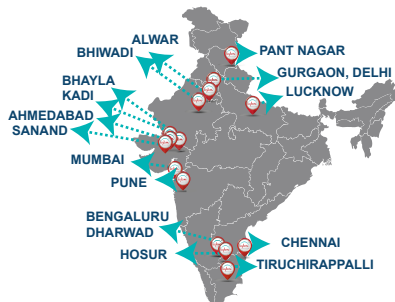 ALWAR
BHIWADI
PANT NAGAR
GURGAON, DELHI
LUCKNOW
BHAYLA
KADI
AHMEDABAD
SANAND
MUMBAI
PUNE
BENGALURU
DHARWAD
HOSUR
CHENNAI
TIRUCHIRAPPALLI